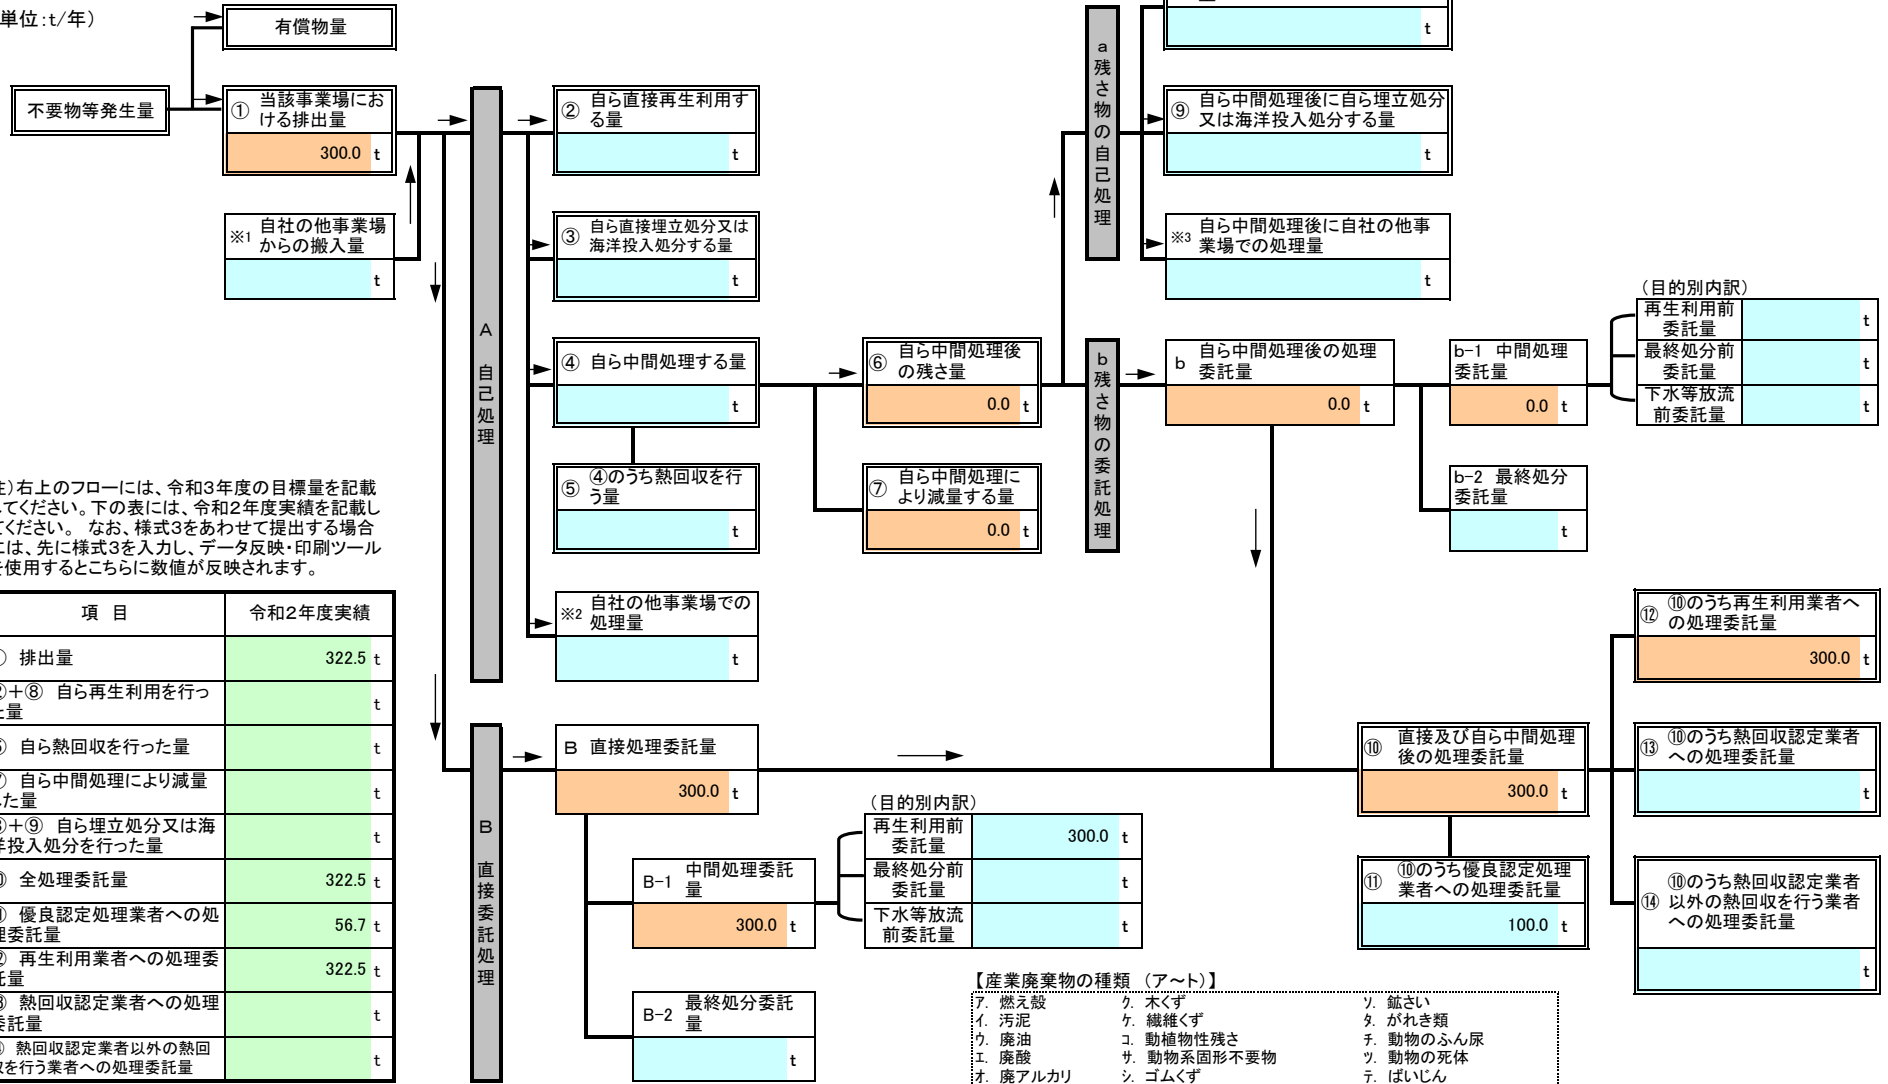 単位:t/年)
有償物量
不要物等発生量
① 当該事業場にお
ける排出量
300.0 t
※1 自社の他事業場
からの搬入量
t
A 自己処理
② 自ら直接再生利用す
る量
t
③ 自ら直接埋立処分又は
海洋投入処分する量
t
④ 自ら中間処理する量
t
⑤ ④のうち熱回収を行
う量
t
※2 自社の他事業場での
処理量
t
⑥ 自ら中間処理後
の残さ量
0.0 t
⑦ 自ら中間処理に
より減量する量
0.0 t
a 残さ物の自己処理
t
⑨ 自ら中間処理後に自ら埋立処分
又は海洋投入処分する量
t
※3 自ら中間処理後に自社の他事
業場での処理量
t
b 残さ物の委託処理
b 自ら中間処理後の処理
委託量
0.0 t
b-1 中間処理
委託量
0.0 t
b-2 最終処分
委託量
t
(目的別内訳)
再生利用前
委託量 t
最終処分前
委託量 t
下水等放流
前委託量 t
注)右上のフローには、令和3年度の目標量を記載
してください。下の表には、令和2年度実績を記載し
てください。 なお、様式3をあわせて提出する場合
には、先に様式3を入力し、データ反映・印刷ツール
を使用するとこちらに数値が反映されます。
項 目 令和2年度実績
排出量 322.5 t
②+⑧ 自ら再生利用を行っ
た量 t
自ら熱回収を行った量 t
自ら中間処理により減量
した量 t
③+⑨ 自ら埋立処分又は海
洋投入処分を行った量 t
全処理委託量 322.5 t
優良認定処理業者への処
理委託量 56.7 t
再生利用業者への処理委
託量 322.5 t
熱回収認定業者への処理
委託量 t
熱回収認定業者以外の熱回
収を行う業者への処理委託量 t
B 直接委託処理
B 直接処理委託量
300.0 t
B-1 中間処理委託
量
300.0 t
B-2 最終処分委託
量
t
(目的別内訳)
再生利用前
委託量 300.0 t
最終処分前
委託量 t
下水等放流
前委託量 t
⑩ 直接及び自ら中間処理
後の処理委託量
300.0 t
⑪ ⑩のうち優良認定処理
業者への処理委託量
100.0 t
⑫ ⑩のうち再生利用業者へ
の処理委託量
300.0 t
⑬ ⑩のうち熱回収認定業者
への処理委託量
t
⑭ ⑩のうち熱回収認定業者
以外の熱回収を行う業者
への処理委託量
t
【産業廃棄物の種類 (ア~ト)】
ア. 燃え殻 ク. 木くず ソ. 鉱さい
イ. 汚泥 ケ. 繊維くず タ. がれき類
ウ. 廃油 コ. 動植物性残さ チ. 動物のふん尿
エ. 廃酸 サ. 動物系固形不要物 ツ. 動物の死体
オ. 廃アルカリ シ. ゴムくず テ. ばいじん